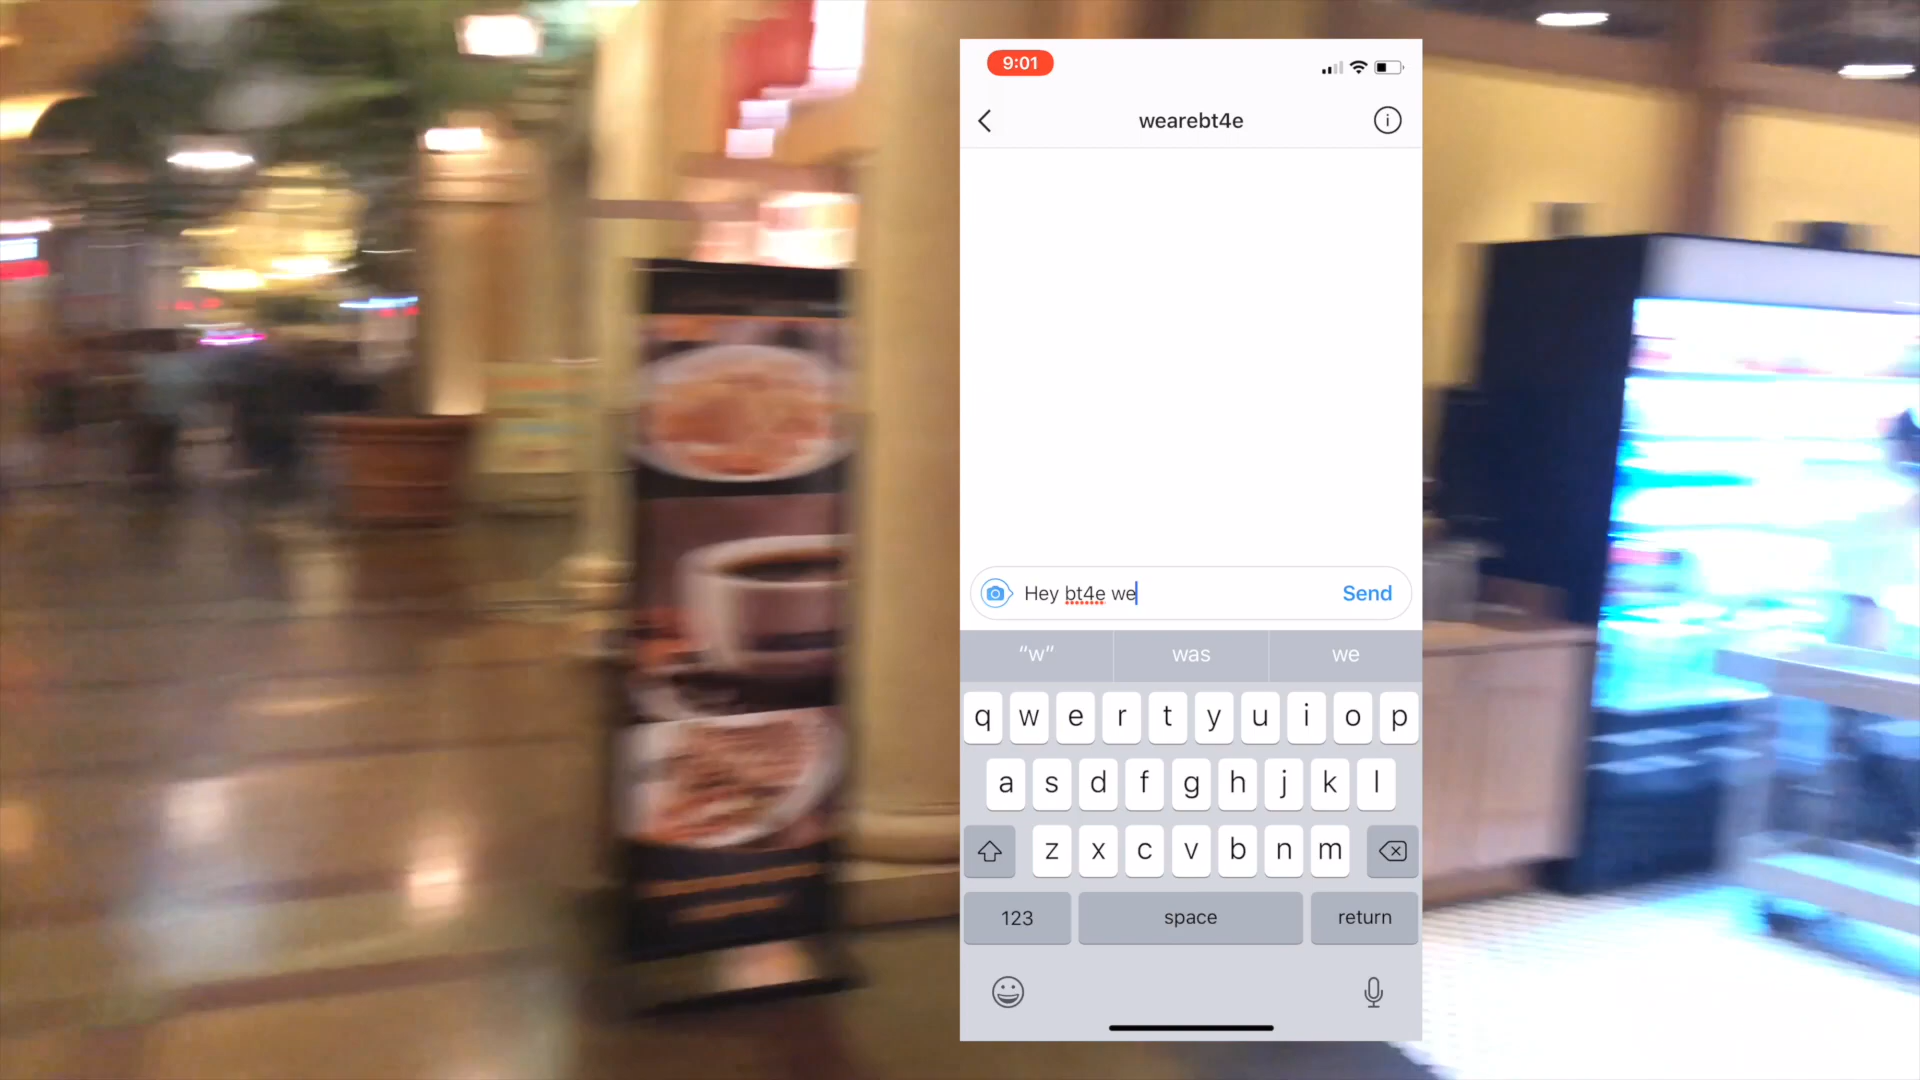 9:01
wearebt4e
Hey bt4e we
Send
“w” was we
q w e r t y u i o p
a s d f g h j k l
z x c v b n m
123 space return